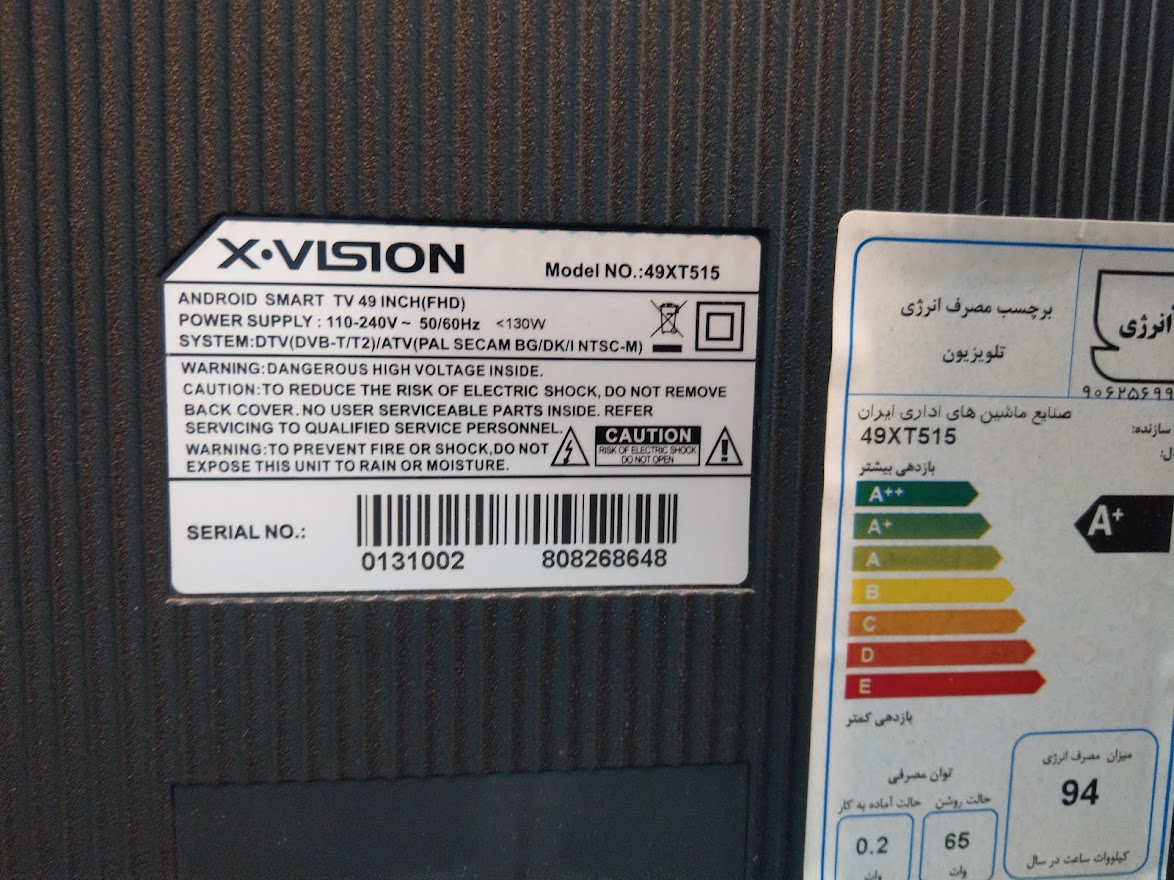 X·VISION
Model NO.:49XT515
ANDROID SMART TV 49 INCH(FHD)
POWER SUPPLY : 110-240V ~ 50/60Hz <130W
SYSTEM:DTV(DVB-T/T2)/ATV(PAL SECAM BG/DK/I NTSC-M)
WARNING:DANGEROUS HIGH VOLTAGE INSIDE.
CAUTION:TO REDUCE THE RISK OF ELECTRIC SHOCK, DO NOT REMOVE
BACK COVER. NO USER SERVICEABLE PARTS INSIDE. REFER
SERVICING TO QUALIFIED SERVICE PERSONNEL.
WARNING:TO PREVENT FIRE OR SHOCK,DO NOT
EXPOSE THIS UNIT TO RAIN OR MOISTURE.
CAUTION
RISK OF ELECTRIC SHOCK
DO NOT OPEN
SERIAL NO.:
0131002 808268648
برچسب مصرف انرژی
تلویزیون
انرژی
۹۰۶۲۵۶۹۹
سازنده: صنایع ماشین های اداری ایران
49XT515
بازدهی بیشتر
A++
A+
A+
A
B
C
D
E
بازدهی کمتر
میزان مصرف انرژی
94
کیلووات ساعت در سال
توان مصرفی
حالت روشن
65
وات
حالت آماده به کار
0.2
وات